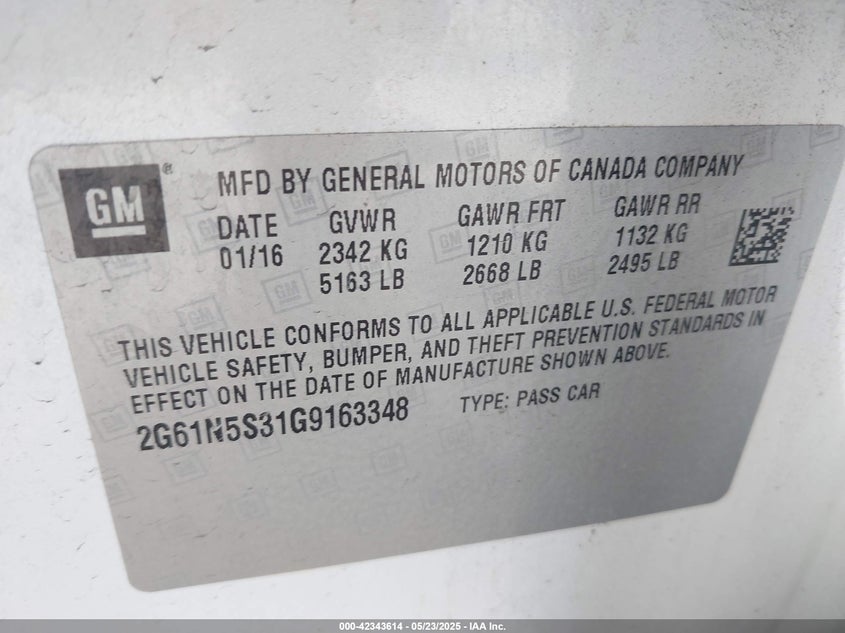 GM ®
MFD BY GENERAL MOTORS OF CANADA COMPANY
DATE GVWR GAWR FRT GAWR RR
01/16 2342 KG 1210 KG 1132 KG
5163 LB 2668 LB 2495 LB
THIS VEHICLE CONFORMS TO ALL APPLICABLE U.S. FEDERAL MOTOR
VEHICLE SAFETY, BUMPER, AND THEFT PREVENTION STANDARDS IN
EFFECT ON THE DATE OF MANUFACTURE SHOWN ABOVE.
2G61N5S31G9163348 TYPE: PASS CAR
000-42343614 - 05/23/2025 - IAA Inc.